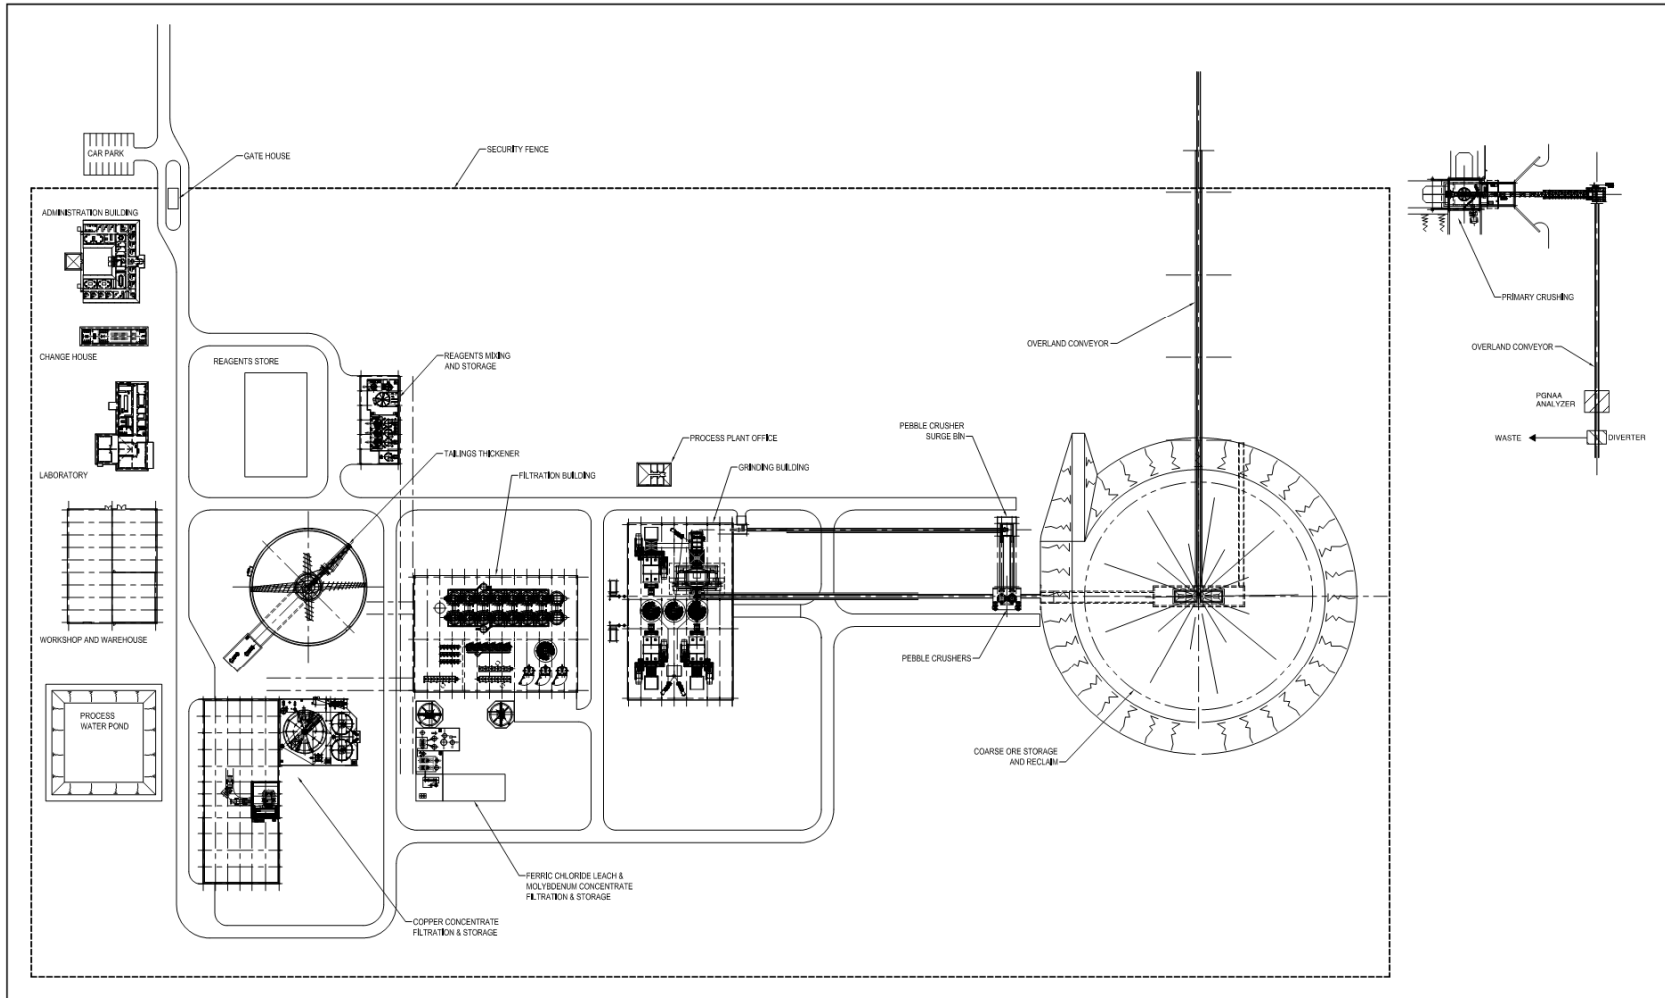 CAR PARK
GATE HOUSE
SECURITY FENCE
ADMINISTRATION BUILDING
PRIMARY CRUSHING
OVERLAND CONVEYOR
OVERLAND CONVEYOR
CHANGE HOUSE
REAGENTS STORE
REAGENTS MIXING
AND STORAGE
PGNAA
ANALYZER
WASTE
DIVERTER
PEBBLE CRUSHER
SURGE BIN
PROCESS PLANT OFFICE
TAILINGS THICKENER
GRINDING BUILDING
LABORATORY
FILTRATION BUILDING
WORKSHOP AND WAREHOUSE
PEBBLE CRUSHERS
PROCESS
WATER POND
COARSE ORE STORAGE
AND RECLAIM
FERRIC CHLORIDE LEACH &
MOLYBDENUM CONCENTRATE
FILTRATION & STORAGE
COPPER CONCENTRATE
FILTRATION & STORAGE